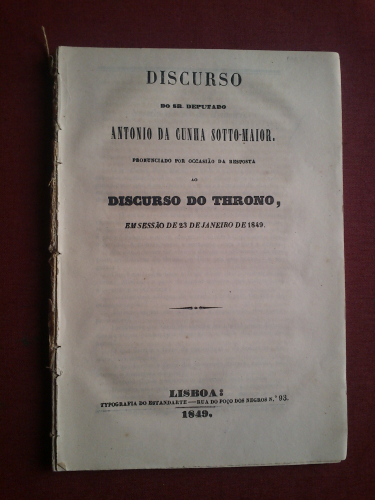 DISCURSO
DO SR. DEPUTADO
ANTONIO DA CUNHA SOTTO-MAIOR.
PRONUNCIADO POR OCCASIÃO DA RESPOSTA
AO
DISCURSO DO THRONO,
EM SESSÃO DE 23 DE JANEIRO DE 1849.
LISBOA:
TYPOGRAFIA DO ESTANDARTE — RUA DO POÇO DOS NEGROS N.º 93.
1849.